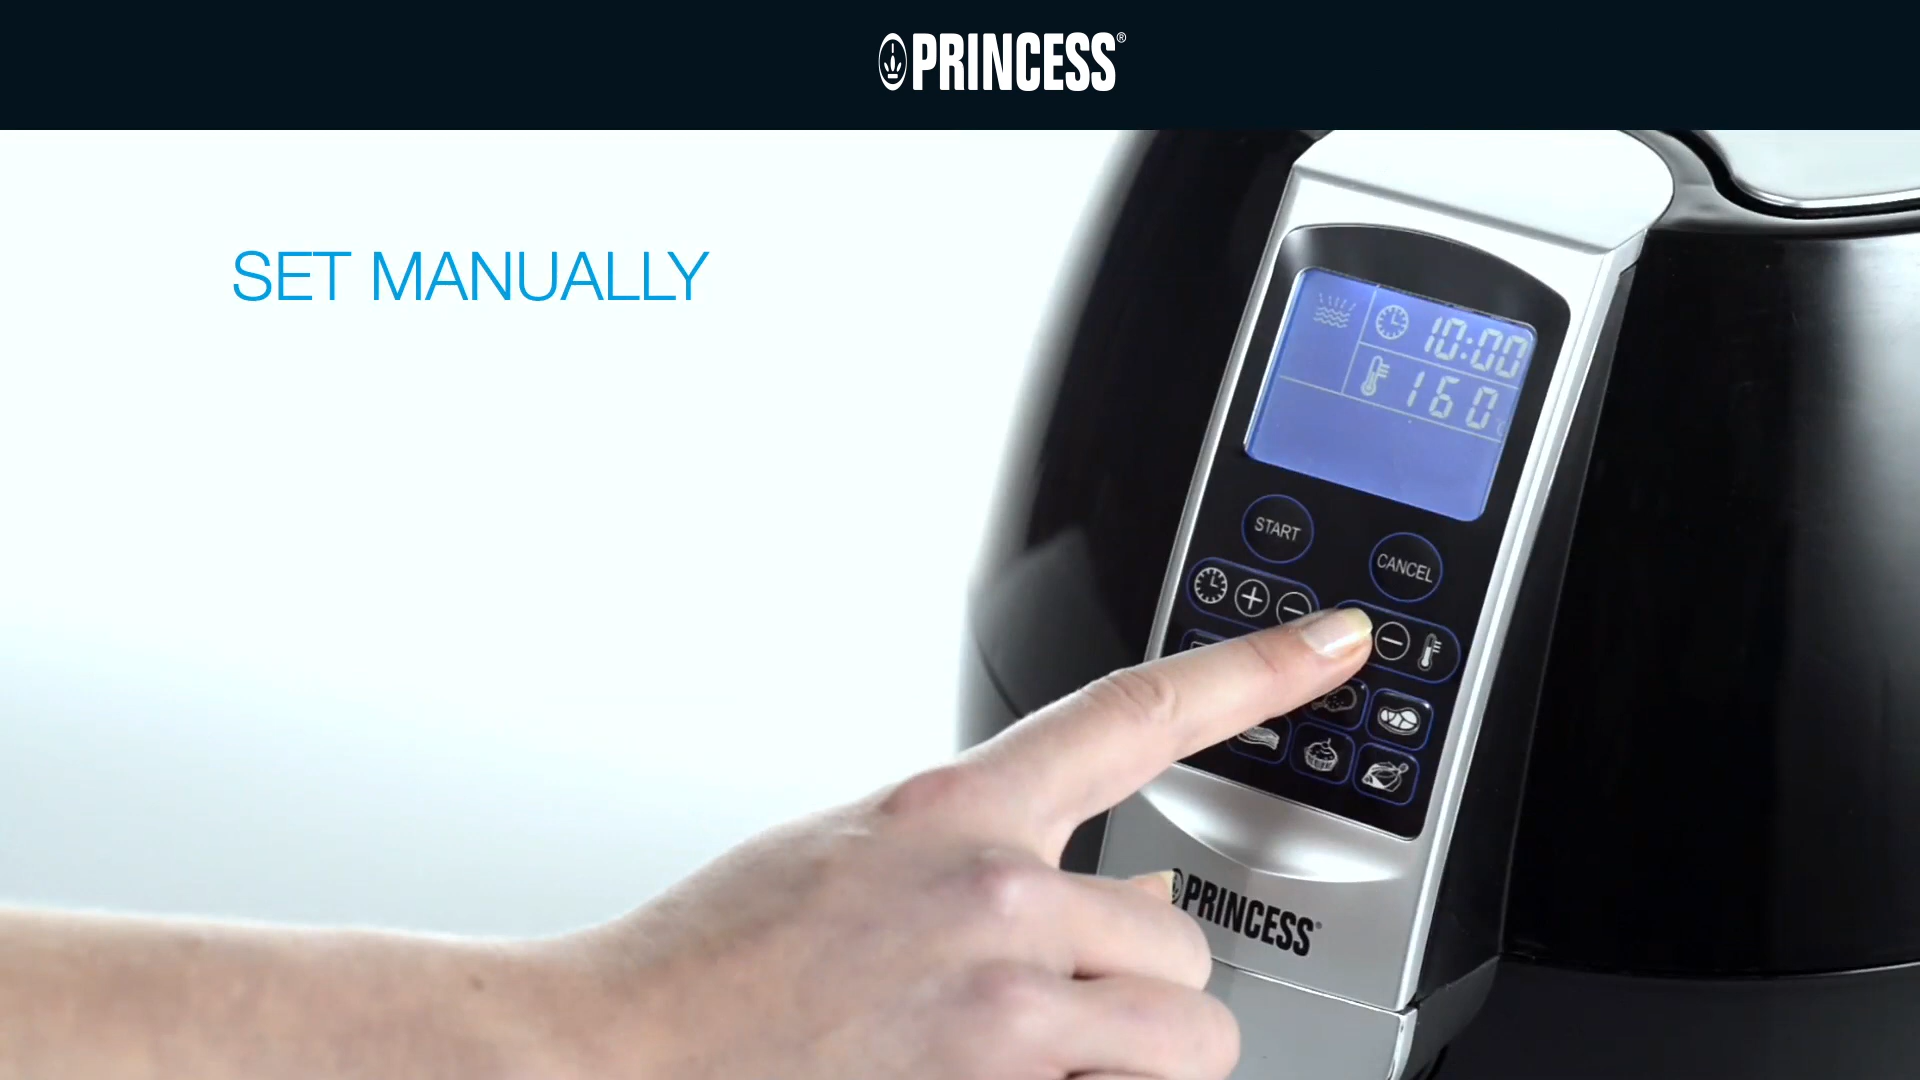 PRINCESS®
SET MANUALLY
10:00
160
START
CANCEL
PRINCESS®